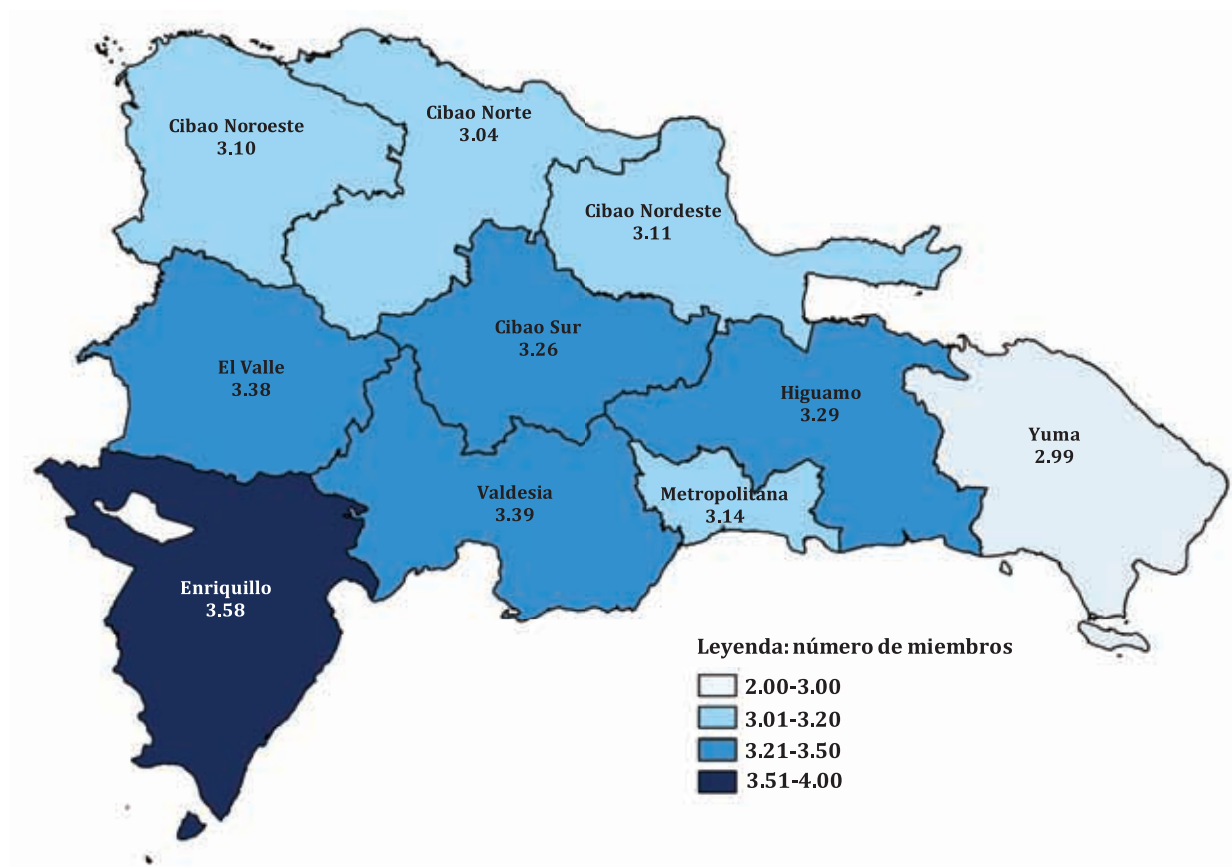 Cibao Norte
3.04
Cibao Noroeste
3.10
Cibao Nordeste
3.11
Cibao Sur
3.26
El Valle
3.38
Higuamo
3.29
Yuma
2.99
Valdesia
3.39
Metropolitana
3.14
Enriquillo
3.58
Leyenda: número de miembros
2.00-3.00
3.01-3.20
3.21-3.50
3.51-4.00